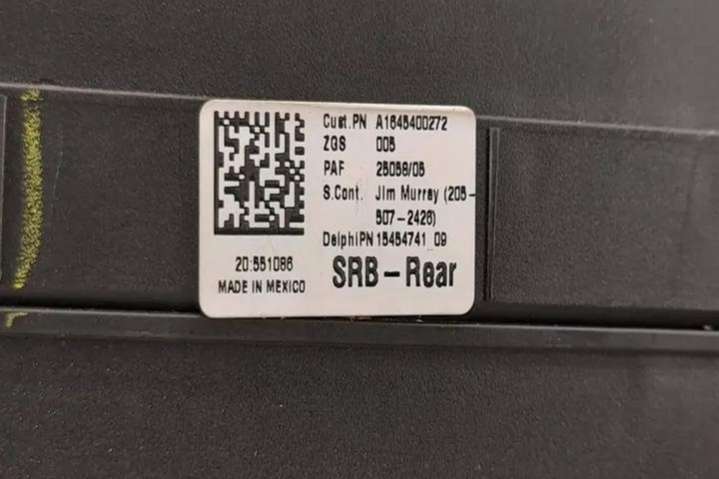 Cust.PN A1645400272
ZGS 005
PAF 25058/05
S.Cont. Jim Murray (205-
507-2426)
DelphiPN 15454741_09
20:551086
MADE IN MEXICO
SRB-Rear